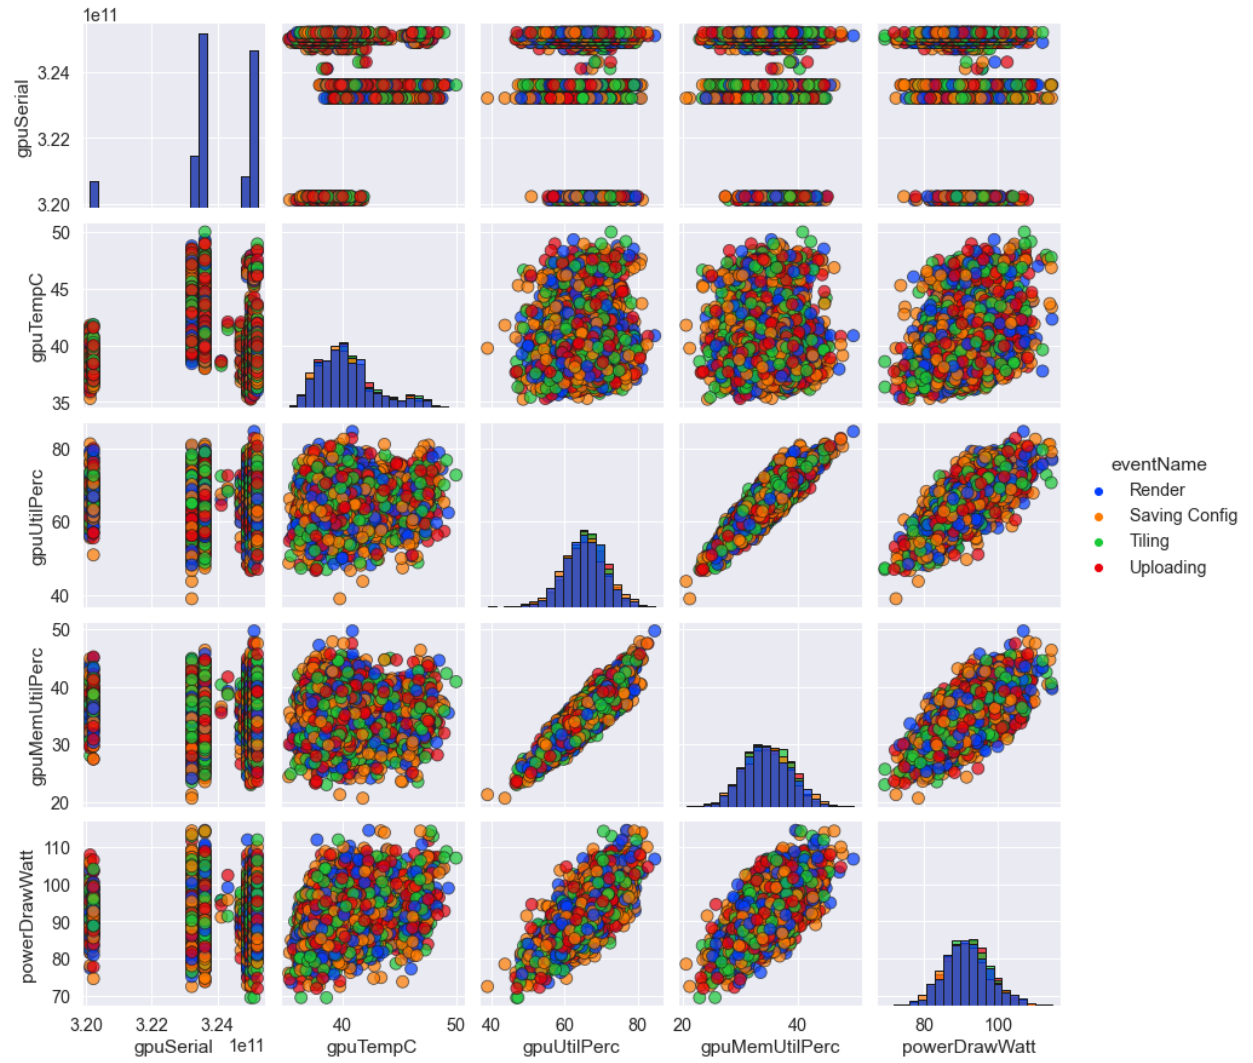 1e11
gpuSerial
3.24
3.22
3.20
gpuTempC
50
45
40
35
gpuUtilPerc
80
60
40
eventName
Render
Saving Config
Tiling
Uploading
gpuMemUtilPerc
50
40
30
20
powerDrawWatt
110
100
90
80
70
3.20 3.22 3.24 40 50 40 60 80 20 40 80 100
gpuSerial 1e11 gpuTempC gpuUtilPerc gpuMemUtilPerc powerDrawWatt